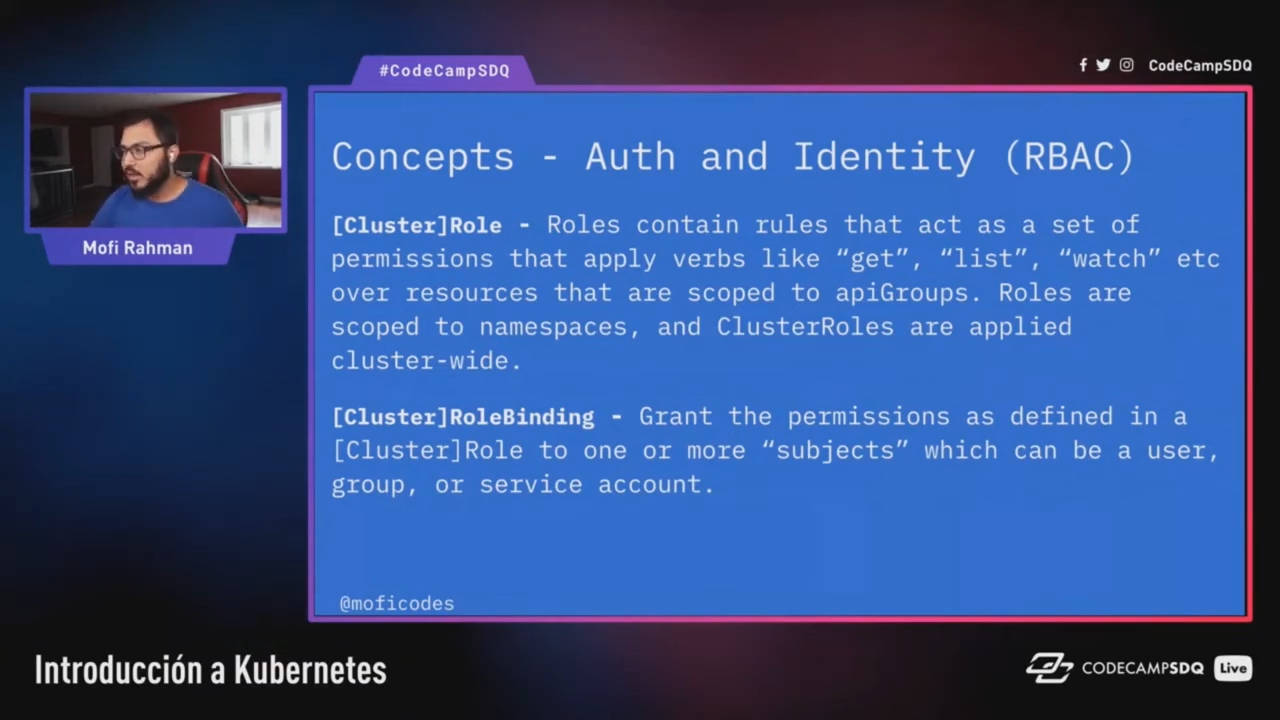 #CodeCampSDQ
CodeCampSDQ
Mofi Rahman
Concepts - Auth and Identity (RBAC)
[Cluster]Role - Roles contain rules that act as a set of
permissions that apply verbs like “get”, “list”, “watch” etc
over resources that are scoped to apiGroups. Roles are
scoped to namespaces, and ClusterRoles are applied
cluster-wide.
[Cluster]RoleBinding - Grant the permissions as defined in a
[Cluster]Role to one or more “subjects” which can be a user,
group, or service account.
@moficodes
Introducción a Kubernetes
CODECAMPSDQ Live